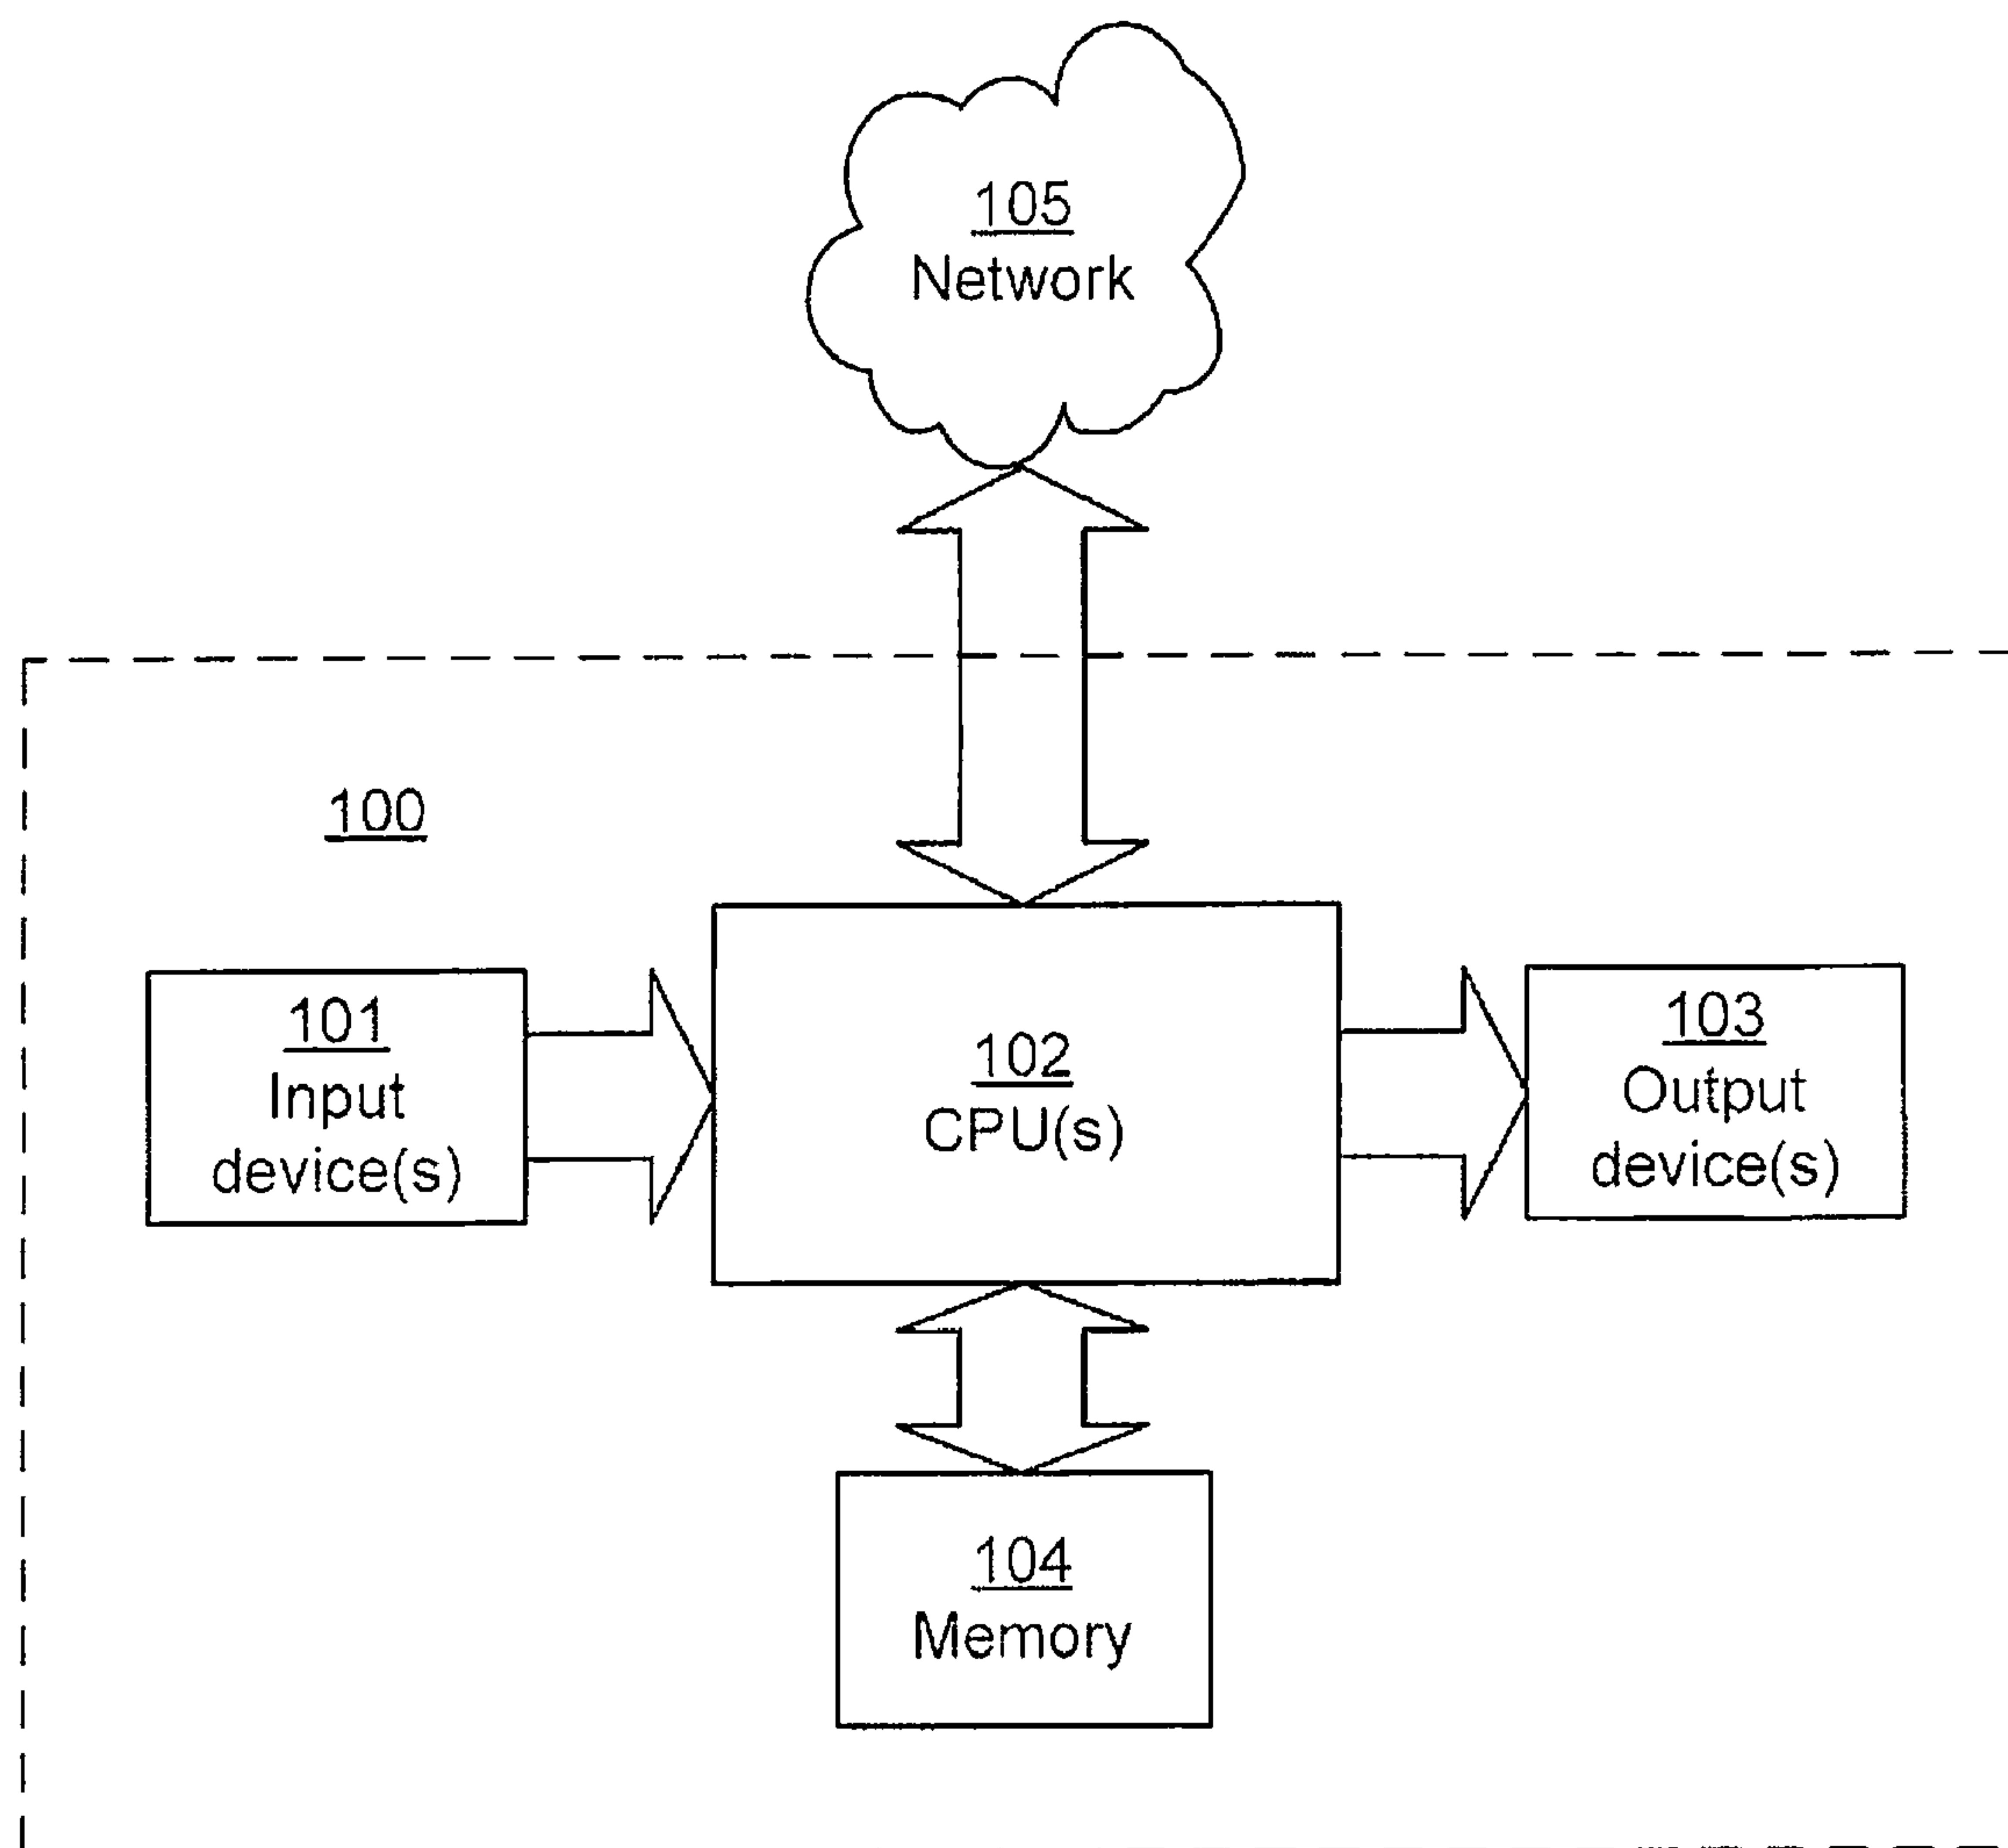 105
Network
100
101
Input
device(s)
102
CPU(s)
103
Output
device(s)
104
Memory